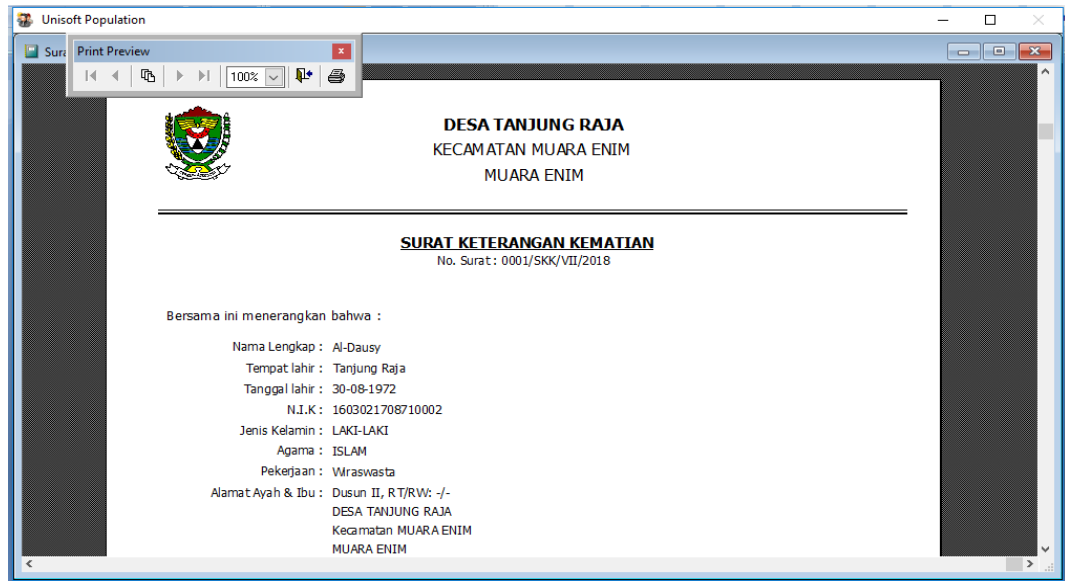 Unisoft Population
Sura
Print Preview
100%
DESA TANJUNG RAJA
KECAMATAN MUARA ENIM
MUARA ENIM
SURAT KETERANGAN KEMATIAN
No. Surat : 0001/SKK/VII/2018
Bersama ini menerangkan bahwa :
Nama Lengkap : Al-Dausy
Tempat lahir : Tanjung Raja
Tanggal lahir : 30-08-1972
N.I.K : 1603021708710002
Jenis Kelamin : LAKI-LAKI
Agama : ISLAM
Pekerjaan : Wiraswasta
Alamat Ayah & Ibu : Dusun II, RT/RW: -/-
DESA TANJUNG RAJA
Kecamatan MUARA ENIM
MUARA ENIM